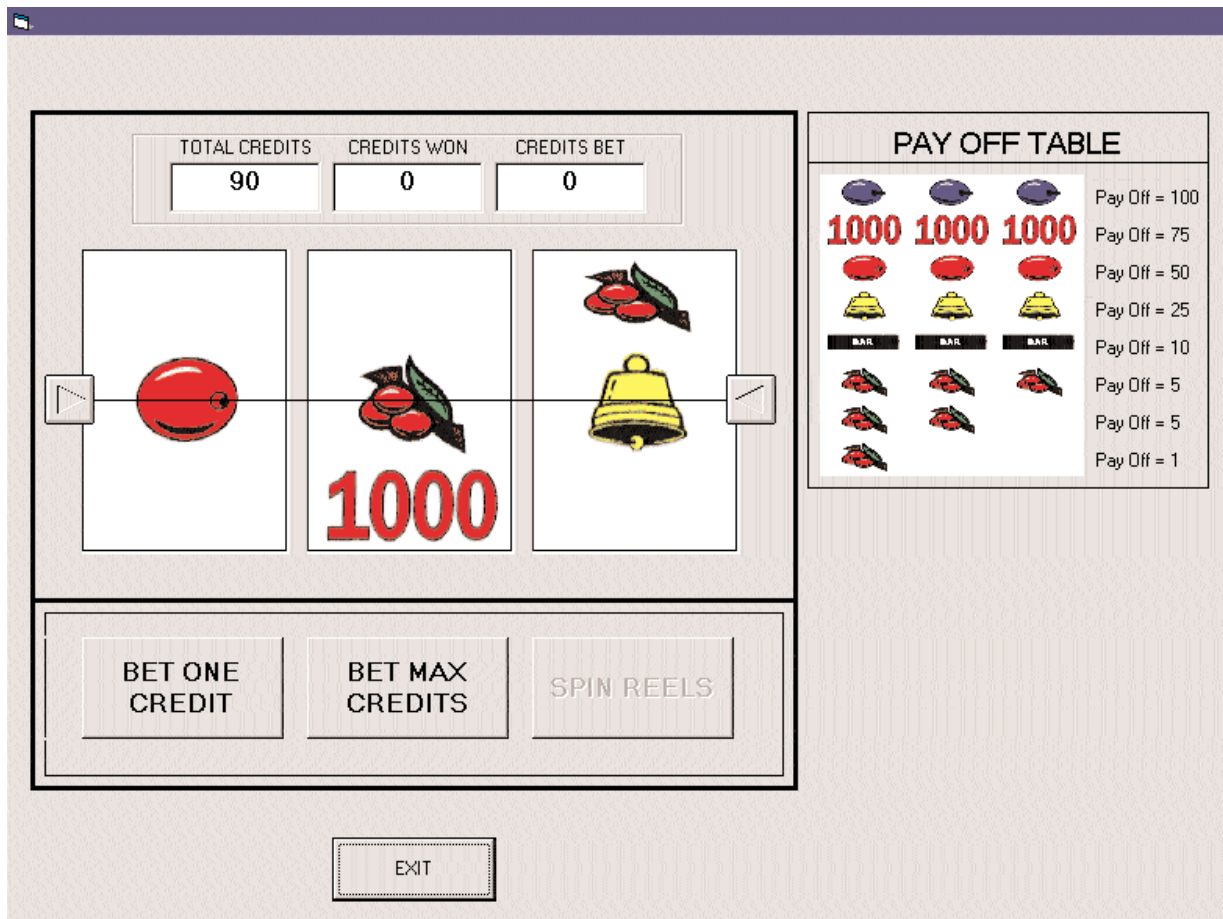 TOTAL CREDITS CREDITS WON CREDITS BET
90 0 0
1000
BET ONE
CREDIT
BET MAX
CREDITS
SPIN REELS
EXIT
PAY OFF TABLE
Pay Off = 100
1000 1000 1000 Pay Off = 75
Pay Off = 50
Pay Off = 25
BAR BAR BAR Pay Off = 10
Pay Off = 5
Pay Off = 5
Pay Off = 1